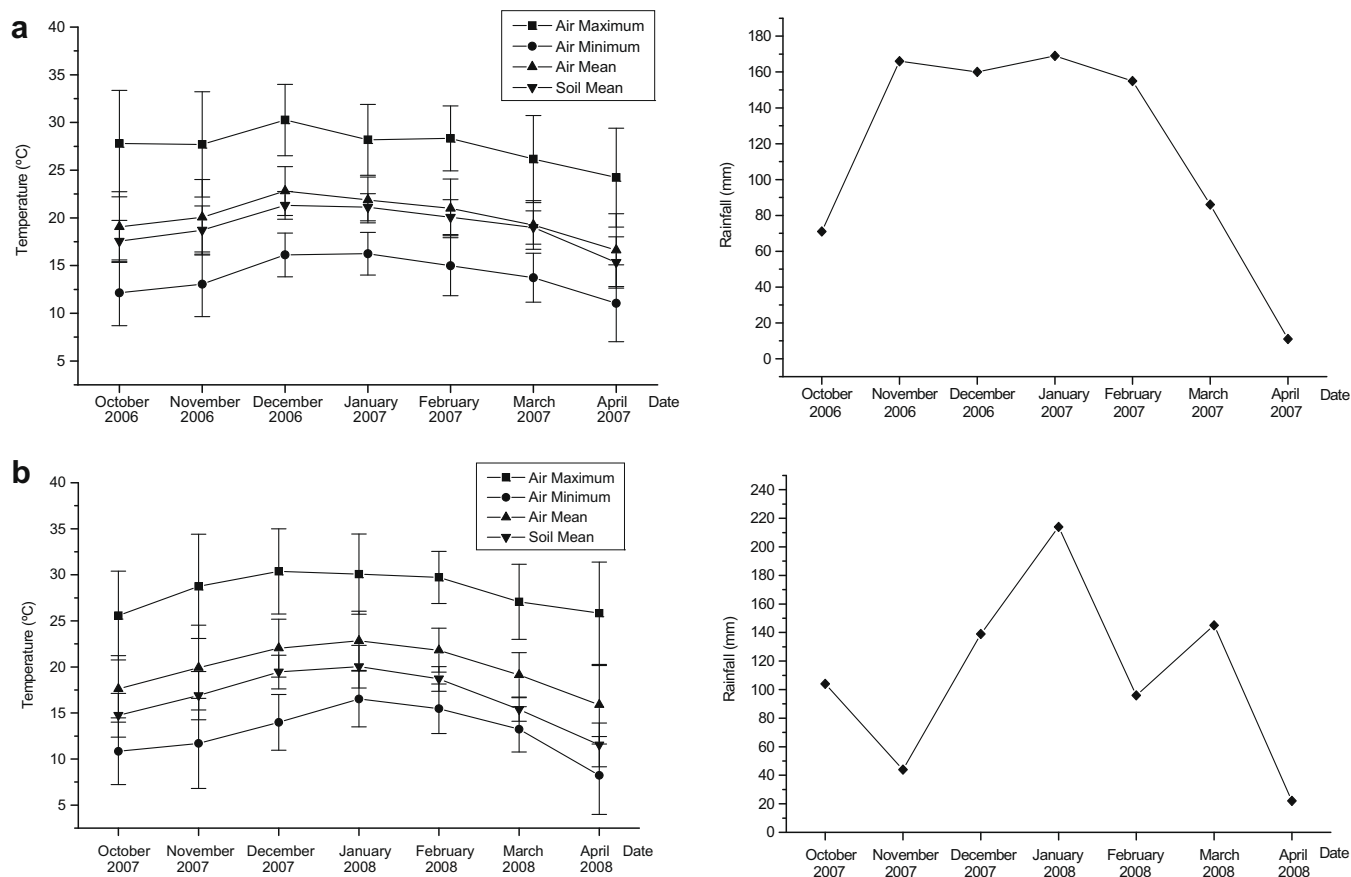 a
Air Maximum
Air Minimum
Air Mean
Soil Mean
40
35
30
25
20
15
10
5
Temperature (ºC)
October November December January February March April Date
2006 2006 2006 2007 2007 2007 2007
180
160
140
120
100
80
60
40
20
0
Rainfall (mm)
October November December January February March April Date
2006 2006 2006 2007 2007 2007 2007
b
Air Maximum
Air Minimum
Air Mean
Soil Mean
40
35
30
25
20
15
10
5
Temperature (ºC)
October November December January February March April Date
2007 2007 2007 2008 2008 2008 2008
240
220
200
180
160
140
120
100
80
60
40
20
0
Rainfall (mm)
October November December January February March April Date
2007 2007 2007 2008 2008 2008 2008